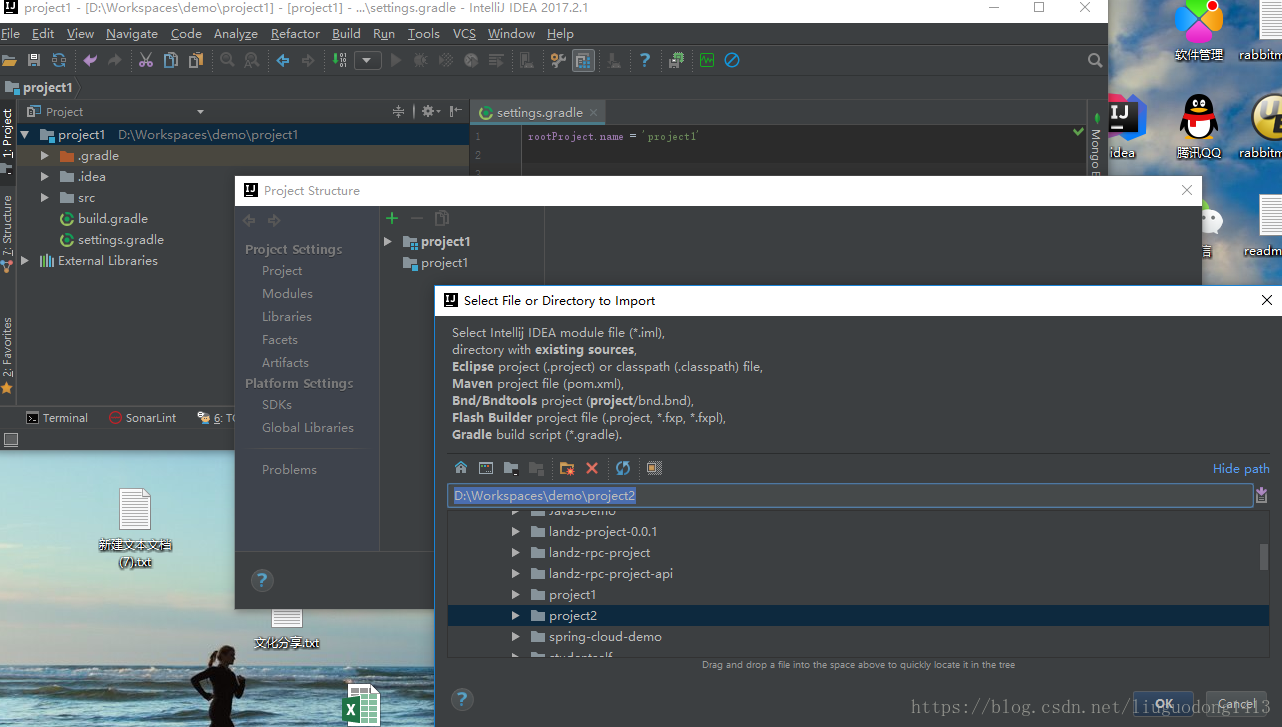 project1 - [D:\Workspaces\demo\project1] - [project1] - ...\settings.gradle - IntelliJ IDEA 2017.2.1
File Edit View Navigate Code Analyze Refactor Build Run Tools VCS Window Help
project1
1: Project
7: Structure
2: Favorites
Project
project1 D:\Workspaces\demo\project1
.gradle
.idea
src
build.gradle
settings.gradle
External Libraries
settings.gradle
1 rootProject.name = 'project1'
2
3
Mongo
Terminal SonarLint 6:
Project Structure
Project Settings
Project
Modules
Libraries
Facets
Artifacts
Platform Settings
SDKs
Global Libraries
Problems
project1
project1
Select File or Directory to Import
Select Intellij IDEA module file (*.iml),
directory with existing sources,
Eclipse project (.project) or classpath (.classpath) file,
Maven project file (pom.xml),
Bnd/Bndtools project (project/bnd.bnd),
Flash Builder project file (.project, *.fxp, *.fxpl),
Gradle build script (*.gradle).
Hide path
D:\Workspaces\demo\project2
Java9Demo
landz-project-0.0.1
landz-rpc-project
landz-rpc-project-api
project1
project2
spring-cloud-demo
Drag and drop a file into the space above to quickly locate it in the tree
OK
Cancel
软件管理
rabbitm
idea
腾讯QQ
rabbitm
信
readm
新建文本文档
(7).txt
文化分享.txt
https://blog.csdn.net/liuguodong1113